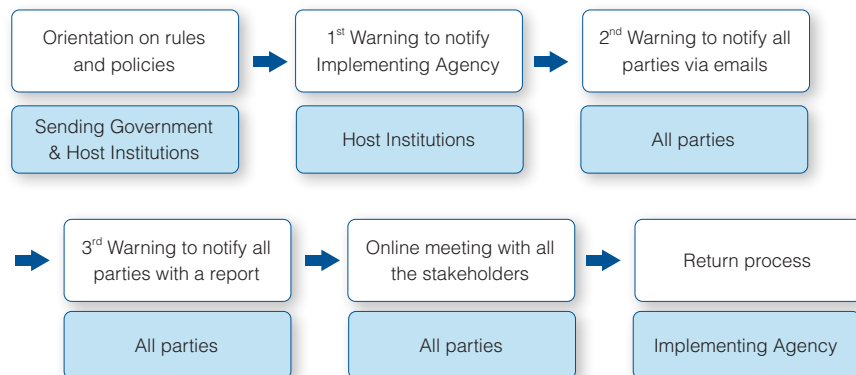 Orientation on rules
and policies
Sending Government
& Host Institutions
1st Warning to notify
Implementing Agency
Host Institutions
2nd Warning to notify all
parties via emails
All parties
3rd Warning to notify all
parties with a report
All parties
Online meeting with all
the stakeholders
All parties
Return process
Implementing Agency